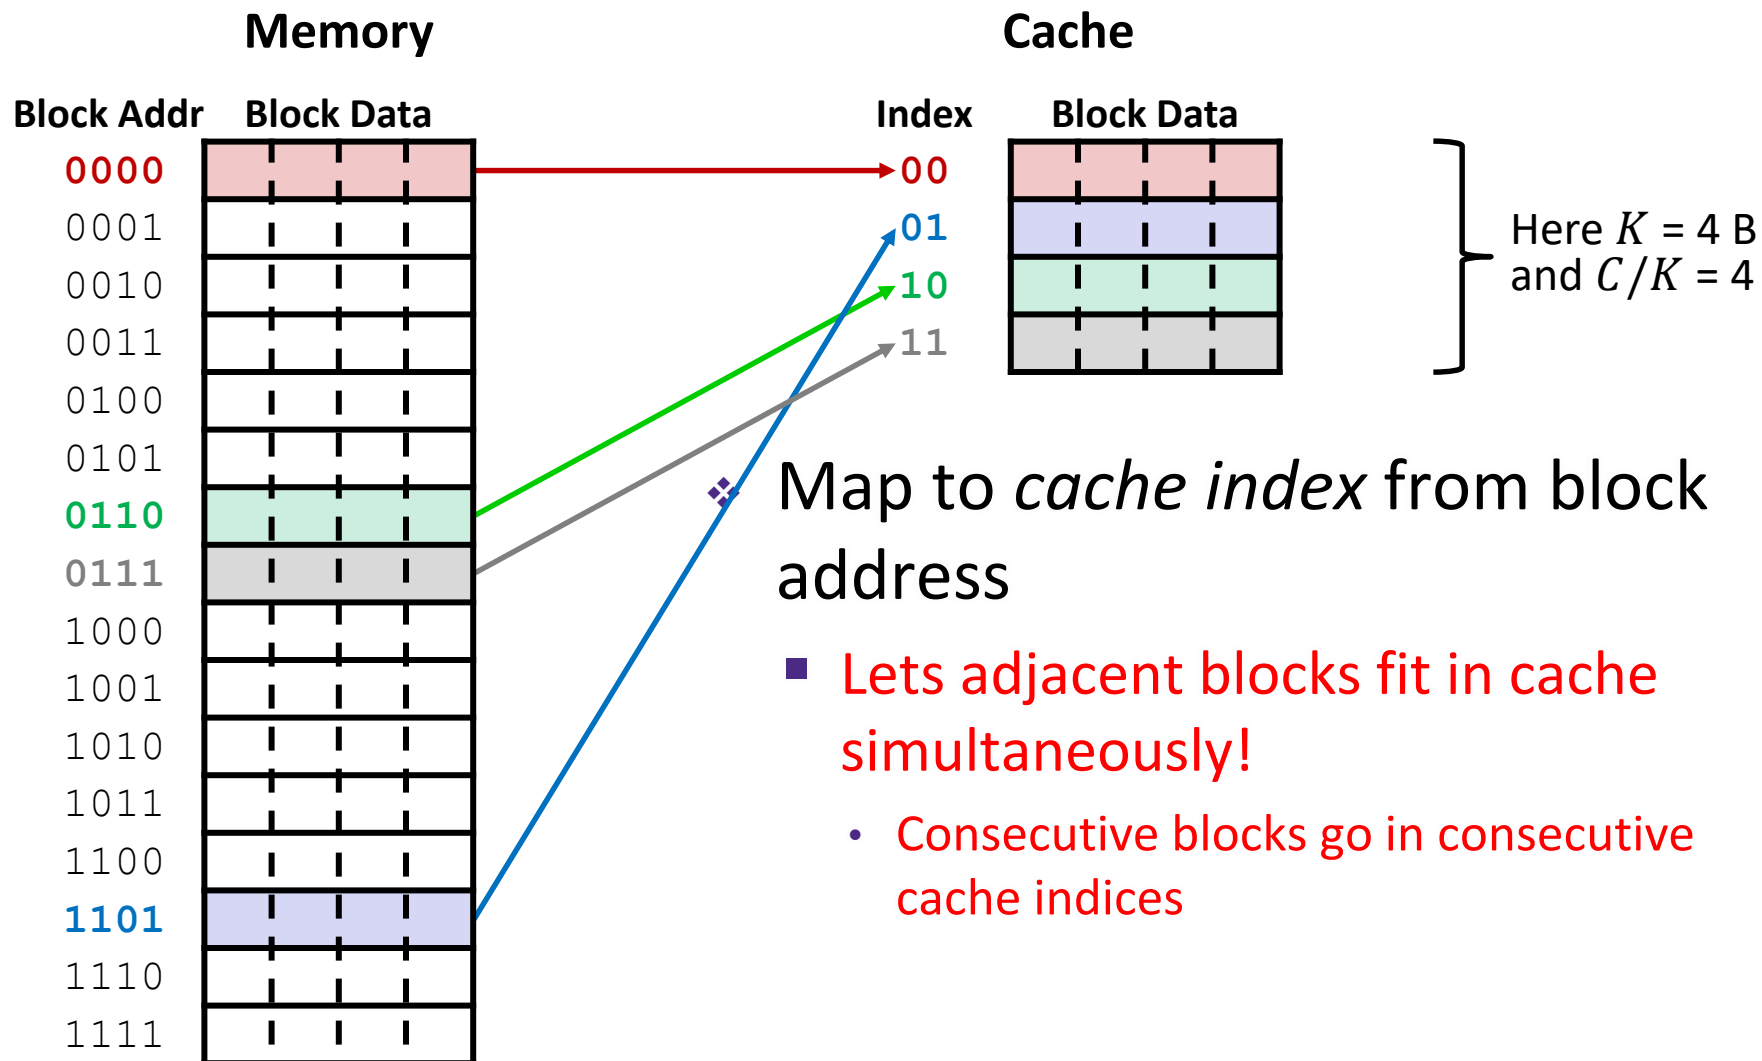 Memory
Cache
Block Addr Block Data
Index Block Data
0000
0001
0010
0011
0100
0101
0110
0111
1000
1001
1010
1011
1100
1101
1110
1111
00
01
10
11
Here K = 4 B
and C/K = 4
❖ Map to cache index from block
address
▪ Lets adjacent blocks fit in cache
simultaneously!
• Consecutive blocks go in consecutive
cache indices